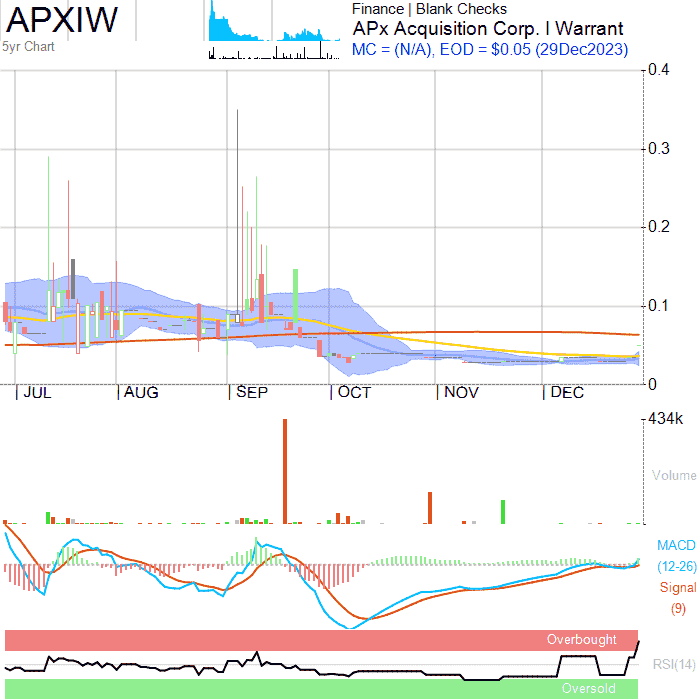 APXIW
5yr Chart
Finance | Blank Checks
APx Acquisition Corp. I Warrant
MC = (N/A), EOD = $0.05 (29Dec2023)
0.4
0.3
0.2
0.1
0
JUL AUG SEP OCT NOV DEC
434k
Volume
MACD
(12-26)
Signal
(9)
Overbought
RSI(14)
Oversold